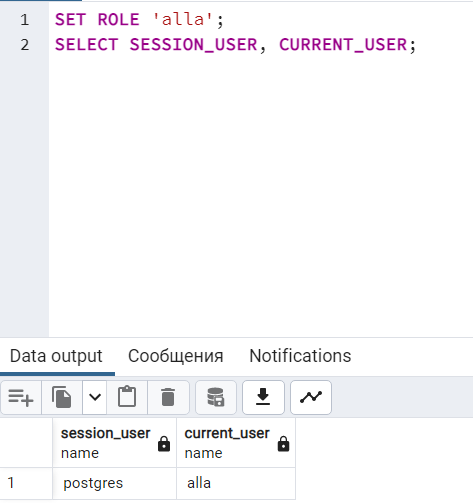 1 SET ROLE 'alla';
2 SELECT SESSION_USER, CURRENT_USER;
Data output Сообщения Notifications
session_user current_user
name name
1 postgres alla